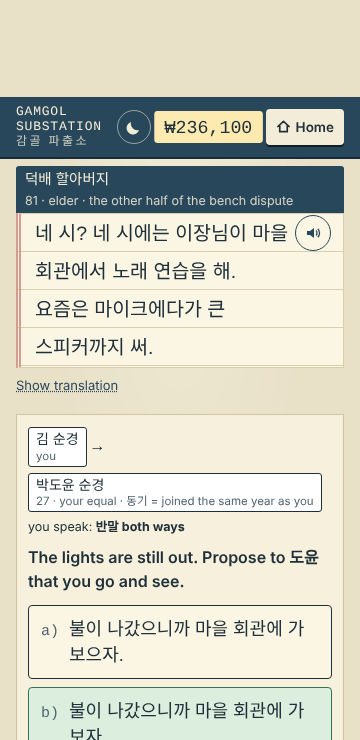 GAMGOL
SUBSTATION
감골 파출소
₩236,100
Home
덕배 할아버지
81 · elder · the other half of the bench dispute
네 시? 네 시에는 이장님이 마을
회관에서 노래 연습을 해.
요즘은 마이크에다가 큰
스피커까지 써.
Show translation
김 순경
you
→
박도윤 순경
27 · your equal · 동기 = joined the same year as you
you speak: 반말 both ways
The lights are still out. Propose to 도윤
that you go and see.
a) 불이 나갔으니까 마을 회관에 가
보으자.
b) 불이 나갔으니까 마을 회관에 가
보자.